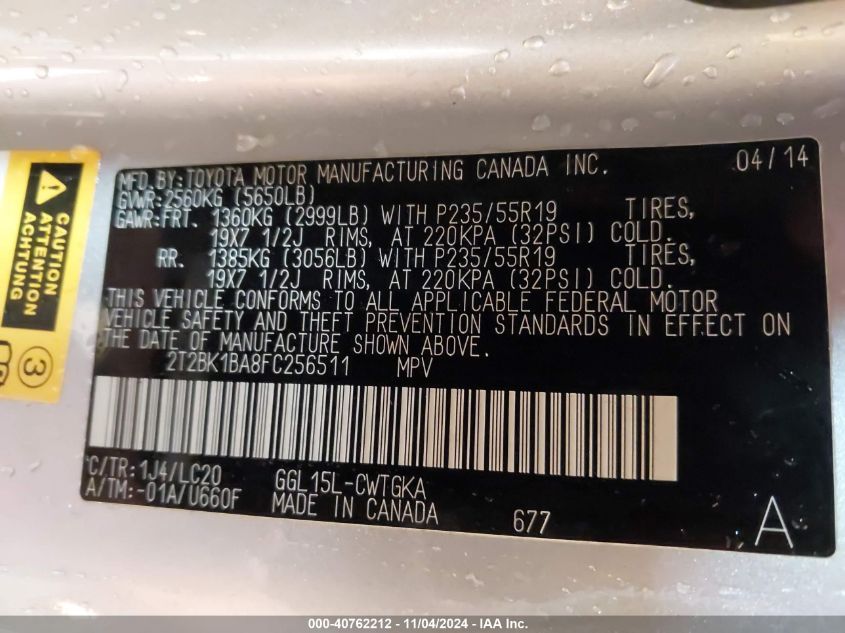 CAUTION
ATTENTION
ACHTUNG
3
MFD.BY:TOYOTA MOTOR MANUFACTURING CANADA INC. 04/14
GVWR:2560KG (5650LB)
GAWR:FRT. 1360KG (2999LB) WITH P235/55R19 TIRES,
19X7 1/2J RIMS, AT 220KPA (32PSI) COLD.
RR. 1385KG (3056LB) WITH P235/55R19 TIRES,
19X7 1/2J RIMS, AT 220KPA (32PSI) COLD.
THIS VEHICLE CONFORMS TO ALL APPLICABLE FEDERAL MOTOR
VEHICLE SAFETY AND THEFT PREVENTION STANDARDS IN EFFECT ON
THE DATE OF MANUFACTURE SHOWN ABOVE.
2T2BK1BA8FC256511 MPV
C/TR:1J4/LC20 GGL15L-CWTGKA
A/TM:-01A/U660F MADE IN CANADA 677 A
000-40762212 - 11/04/2024 - IAA Inc.